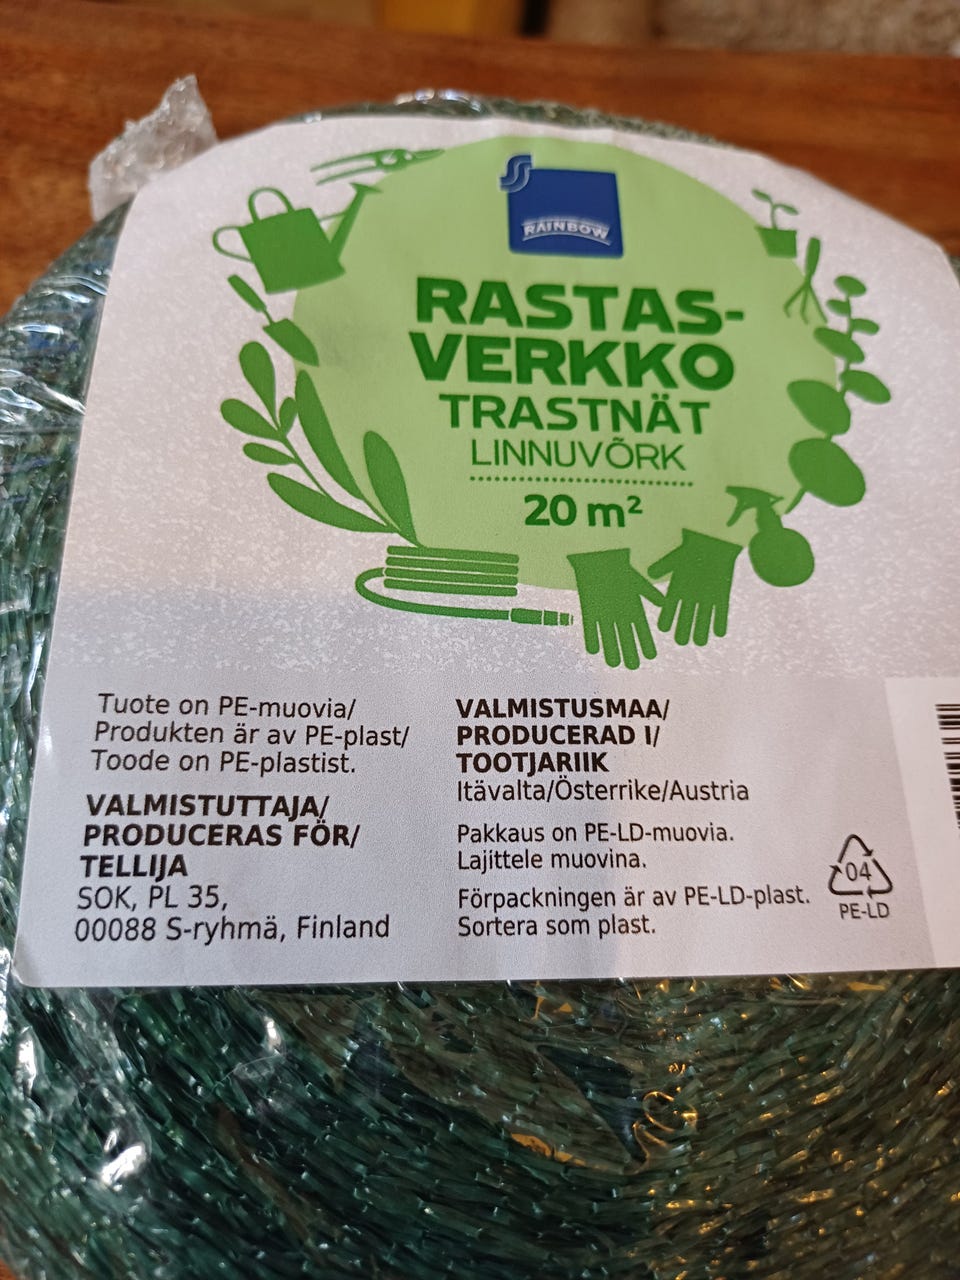 RAINBOW
RASTAS-
VERKKO
TRASTNÄT
LINNUVÕRK
20 m²
Tuote on PE-muovia/
Produkten är av PE-plast/
Toode on PE-plastist.
VALMISTUTTAJA/
PRODUCERAS FÖR/
TELLIJA
SOK, PL 35,
00088 S-ryhmä, Finland
VALMISTUSMAA/
PRODUCERAD I/
TOOTJARIIK
Itävalta/Österrike/Austria
Pakkaus on PE-LD-muovia.
Lajittele muovina.
Förpackningen är av PE-LD-plast.
Sortera som plast.
04
PE-LD